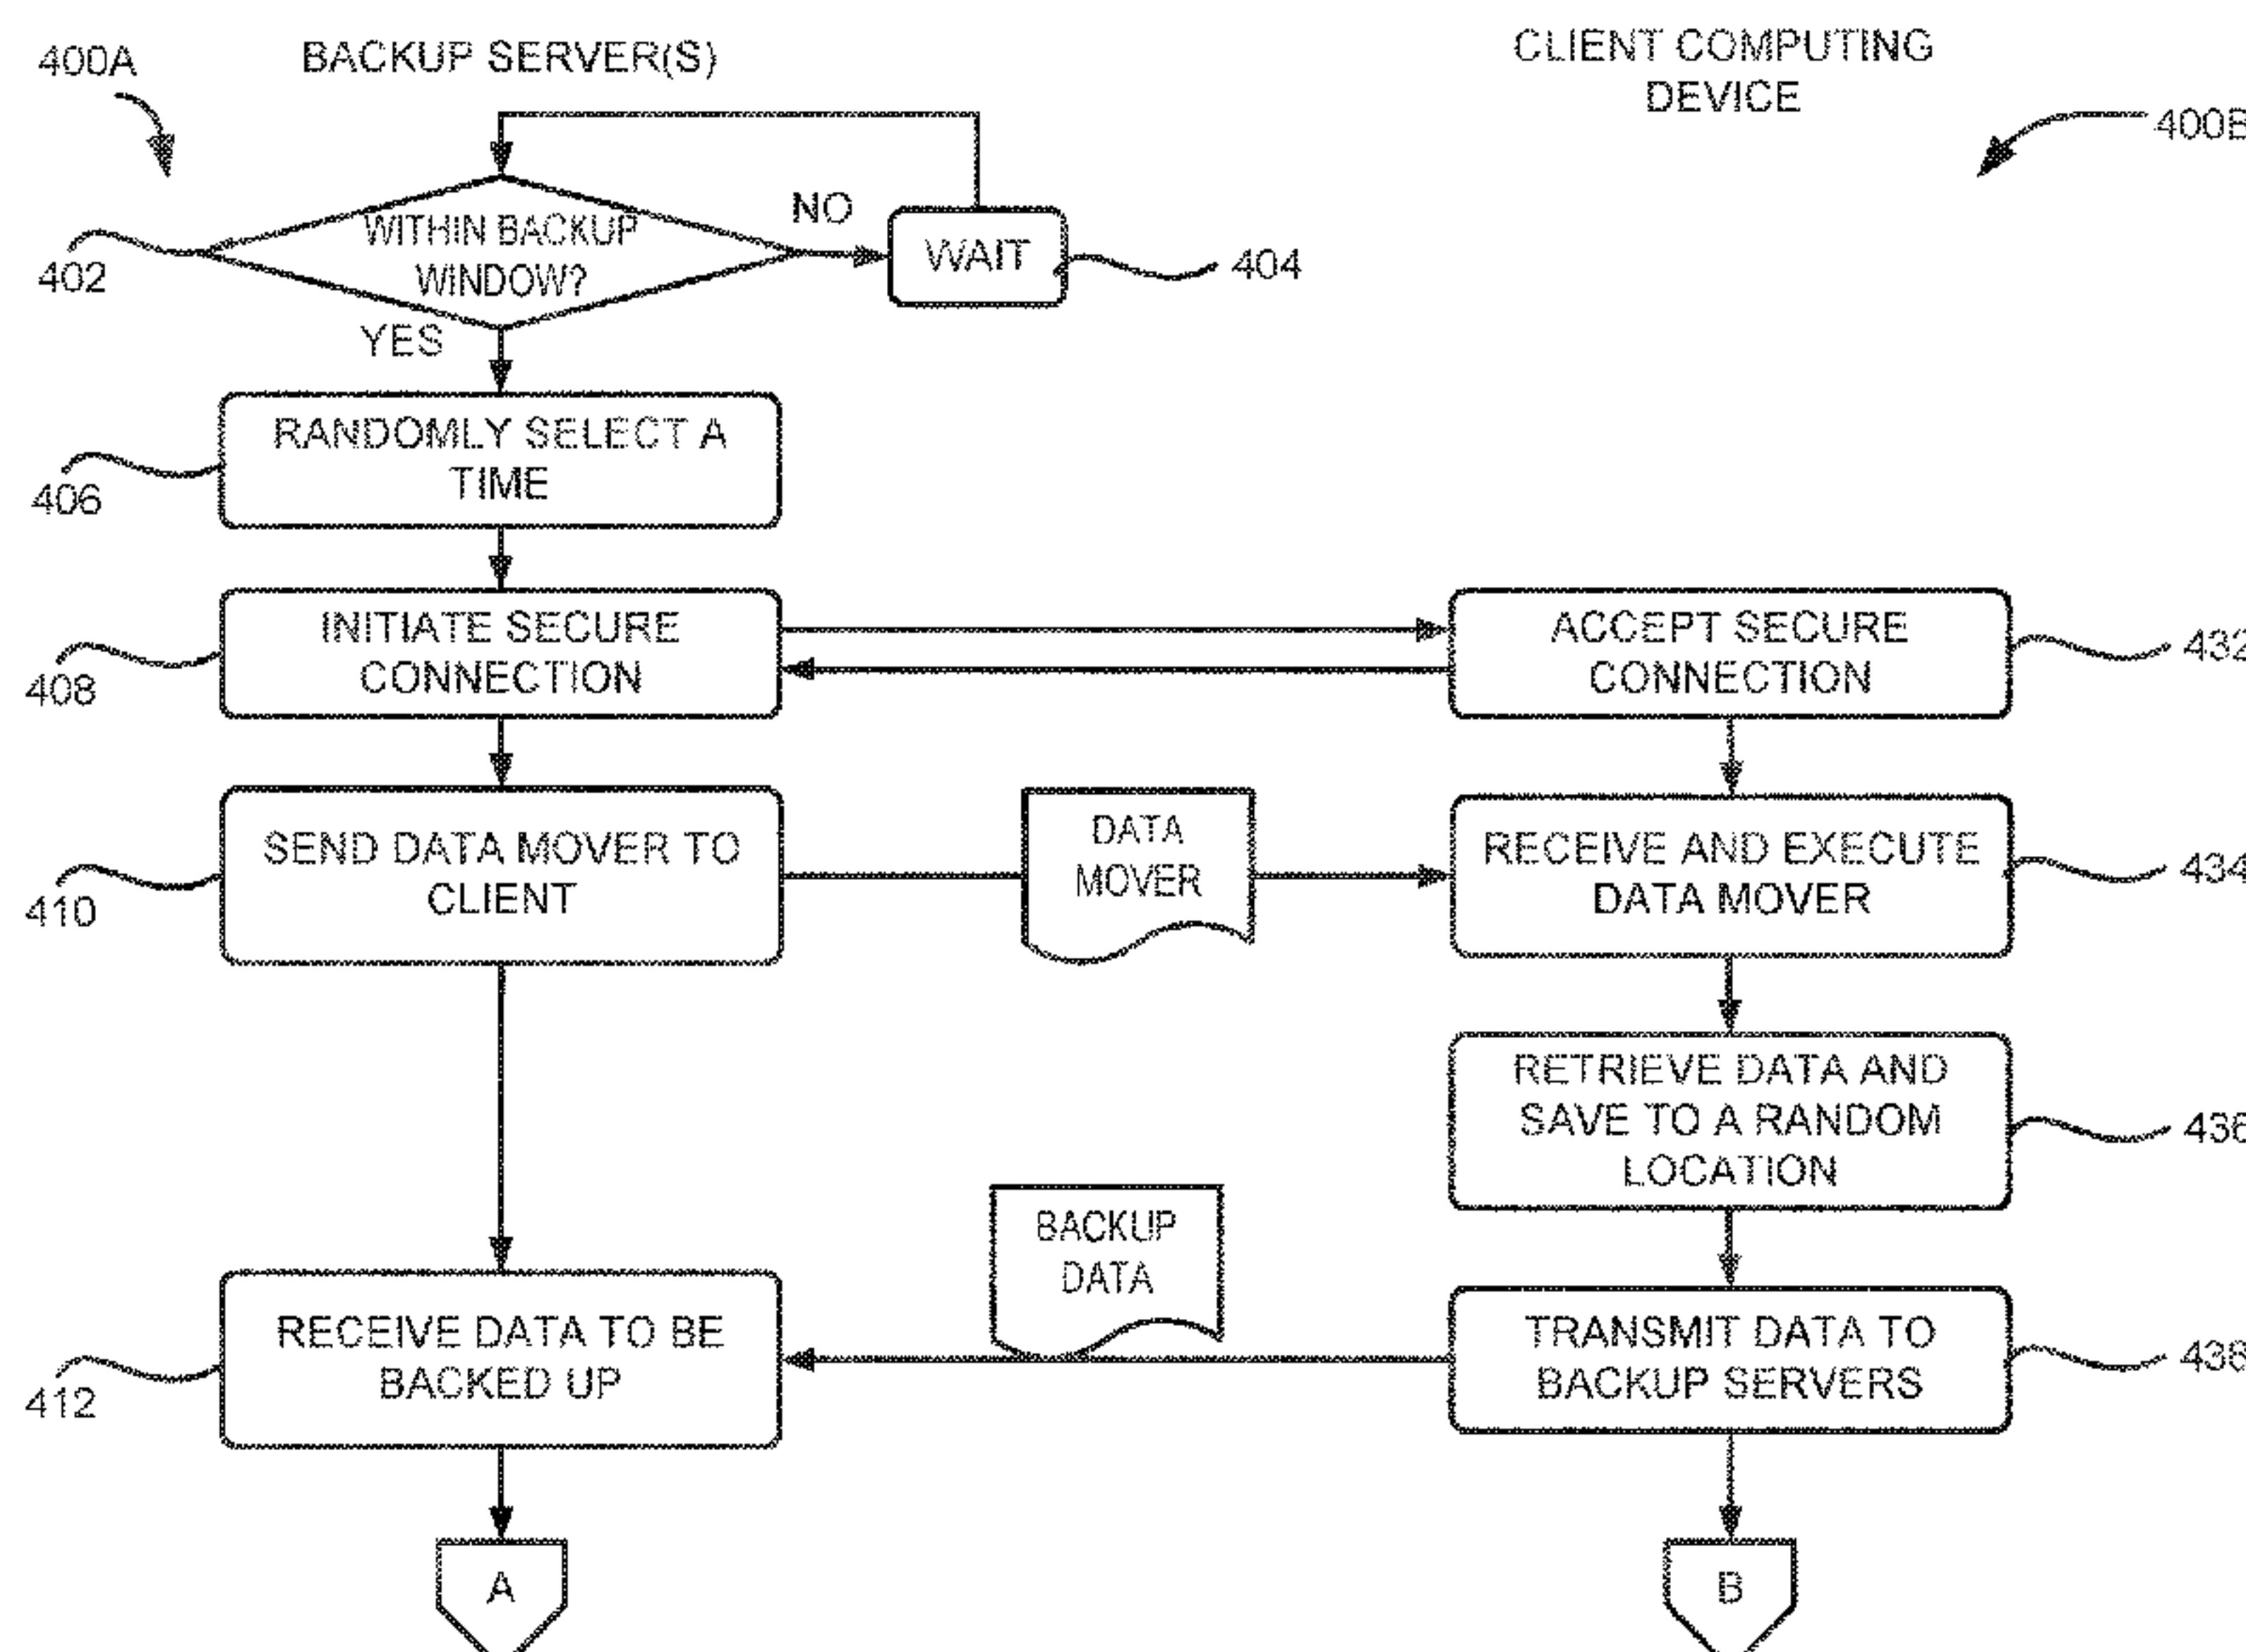 400A
BACKUP SERVER(S)
CLIENT COMPUTING
DEVICE
400B
WITHIN BACKUP
WINDOW?
NO
WAIT
402
404
YES
RANDOMLY SELECT A
TIME
406
INITIATE SECURE
CONNECTION
408
ACCEPT SECURE
CONNECTION
432
SEND DATA MOVER TO
CLIENT
410
DATA
MOVER
RECEIVE AND EXECUTE
DATA MOVER
434
RETRIEVE DATA AND
SAVE TO A RANDOM
LOCATION
436
BACKUP
DATA
RECEIVE DATA TO BE
BACKED UP
412
TRANSMIT DATA TO
BACKUP SERVERS
438
A
B